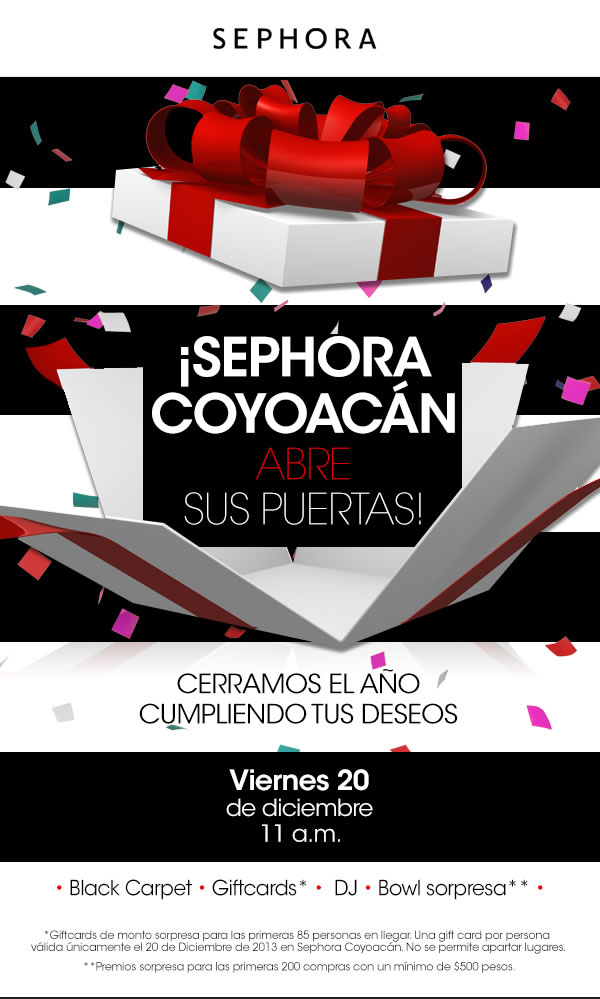 SEPHORA
¡SEPHORA
COYOACÁN
ABRE
SUS PUERTAS!
CERRAMOS EL AÑO
CUMPLIENDO TUS DESEOS
Viernes 20
de diciembre
11 a.m.
• Black Carpet • Giftcards* • DJ • Bowl sorpresa** •
*Giftcards de monto sorpresa para las primeras 85 personas en llegar. Una gift card por persona
válida únicamente el 20 de Diciembre de 2013 en Sephora Coyoacán. No se permite apartar lugares.
**Premios sorpresa para las primeras 200 compras con un mínimo de $500 pesos.